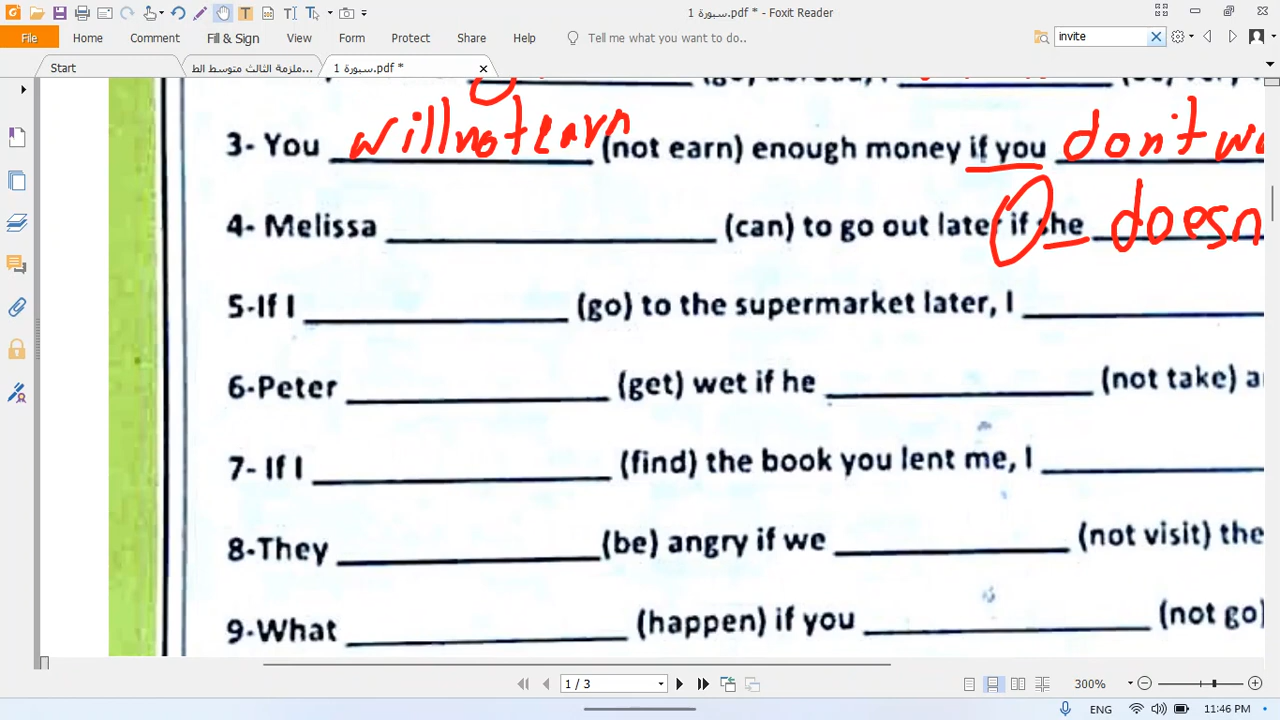 1 سبورة.pdf * - Foxit Reader
File Home Comment Fill & Sign View Form Protect Share Help Tell me what you want to do.. invite
Start ملزمة الثالث متوسط الط... 1 سبورة.pdf *
3- You will not earn (not earn) enough money if you don't
4- Melissa (can) to go out later if she doesn
5-If I (go) to the supermarket later, I
6-Peter (get) wet if he (not take)
7- If I (find) the book you lent me, I
8-They (be) angry if we (not visit) the
9-What (happen) if you (not go)
1 / 3 300%
ENG 11:46 PM